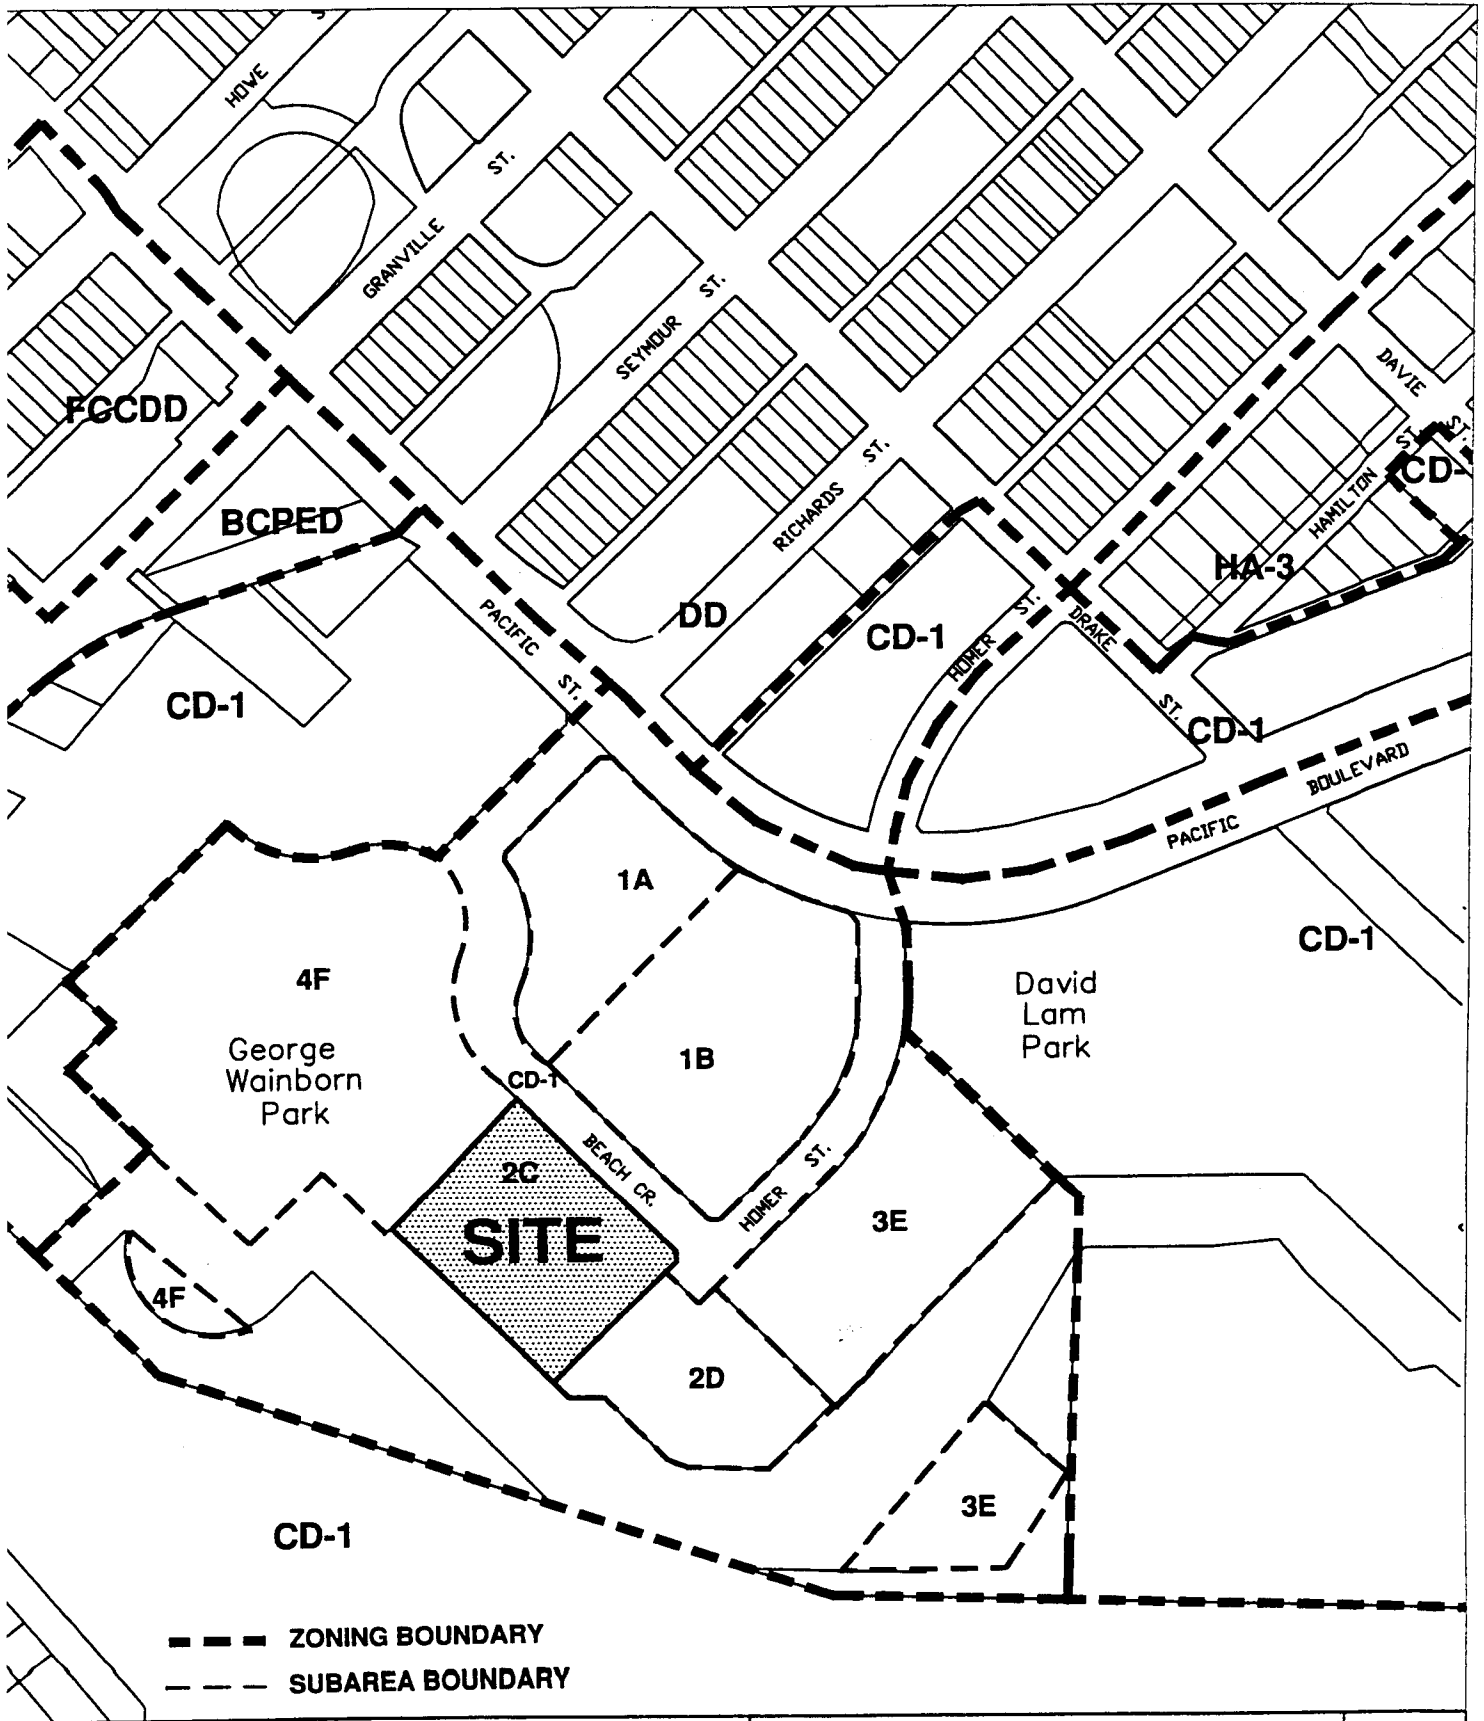 HOWE
ST.
GRANVILLE
ST.
SEYMOUR
DAVIE
FCCDD
ST.
ST.
ST.
CD-
BCPED
RICHARDS
HAMILTON
HA-3
PACIFIC
ST.
DD
ST.
DRAKE
CD-1
HOMER
CD-1
ST.
CD-1
BOULEVARD
PACIFIC
1A
CD-1
4F
David
Lam
Park
George
Wainborn
Park
1B
CD-1
BEACH CR.
2C
ST.
HOMER
3E
SITE
4F
2D
3E
CD-1
ZONING BOUNDARY
SUBAREA BOUNDARY